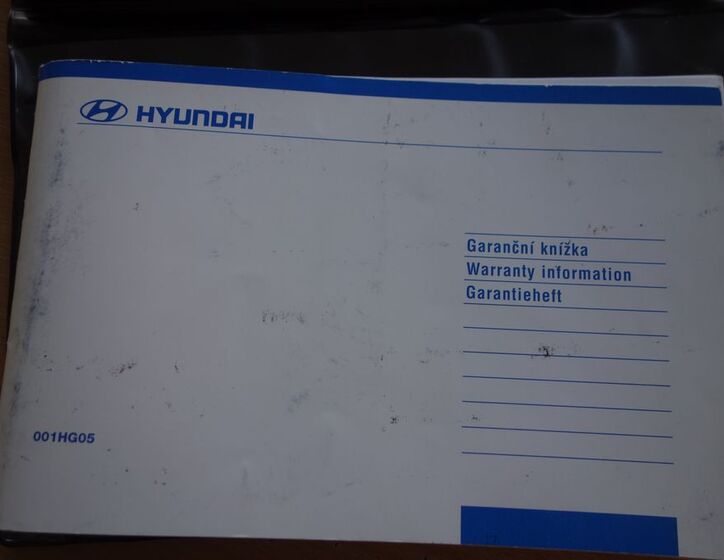 HYUNDAI
Garanční knížka
Warranty information
Garantieheft
001HG05